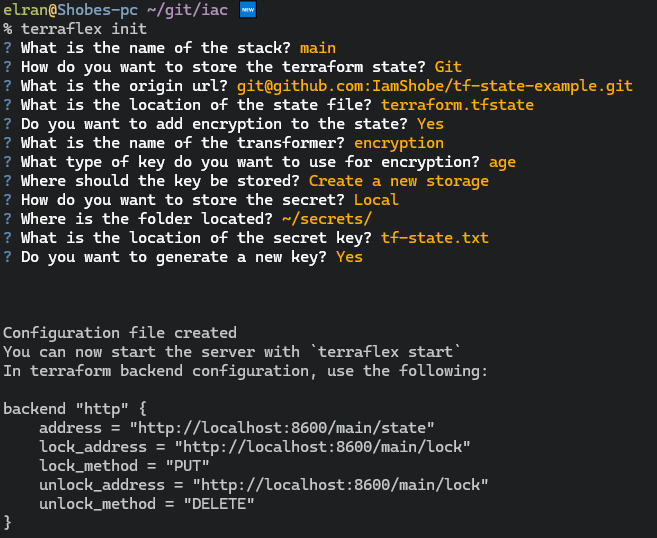 elran@Shobes-pc ~/git/iac NEW
% terraflex init
? What is the name of the stack? main
? How do you want to store the terraform state? Git
? What is the origin url? git@github.com:IamShobe/tf-state-example.git
? What is the location of the state file? terraform.tfstate
? Do you want to add encryption to the state? Yes
? What is the name of the transformer? encryption
? What type of key do you want to use for encryption? age
? Where should the key be stored? Create a new storage
? How do you want to store the secret? Local
? Where is the folder located? ~/secrets/
? What is the location of the secret key? tf-state.txt
? Do you want to generate a new key? Yes
Configuration file created
You can now start the server with `terraflex start`
In terraform backend configuration, use the following:
backend "http" {
    address = "http://localhost:8600/main/state"
    lock_address = "http://localhost:8600/main/lock"
    lock_method = "PUT"
    unlock_address = "http://localhost:8600/main/lock"
    unlock_method = "DELETE"
}